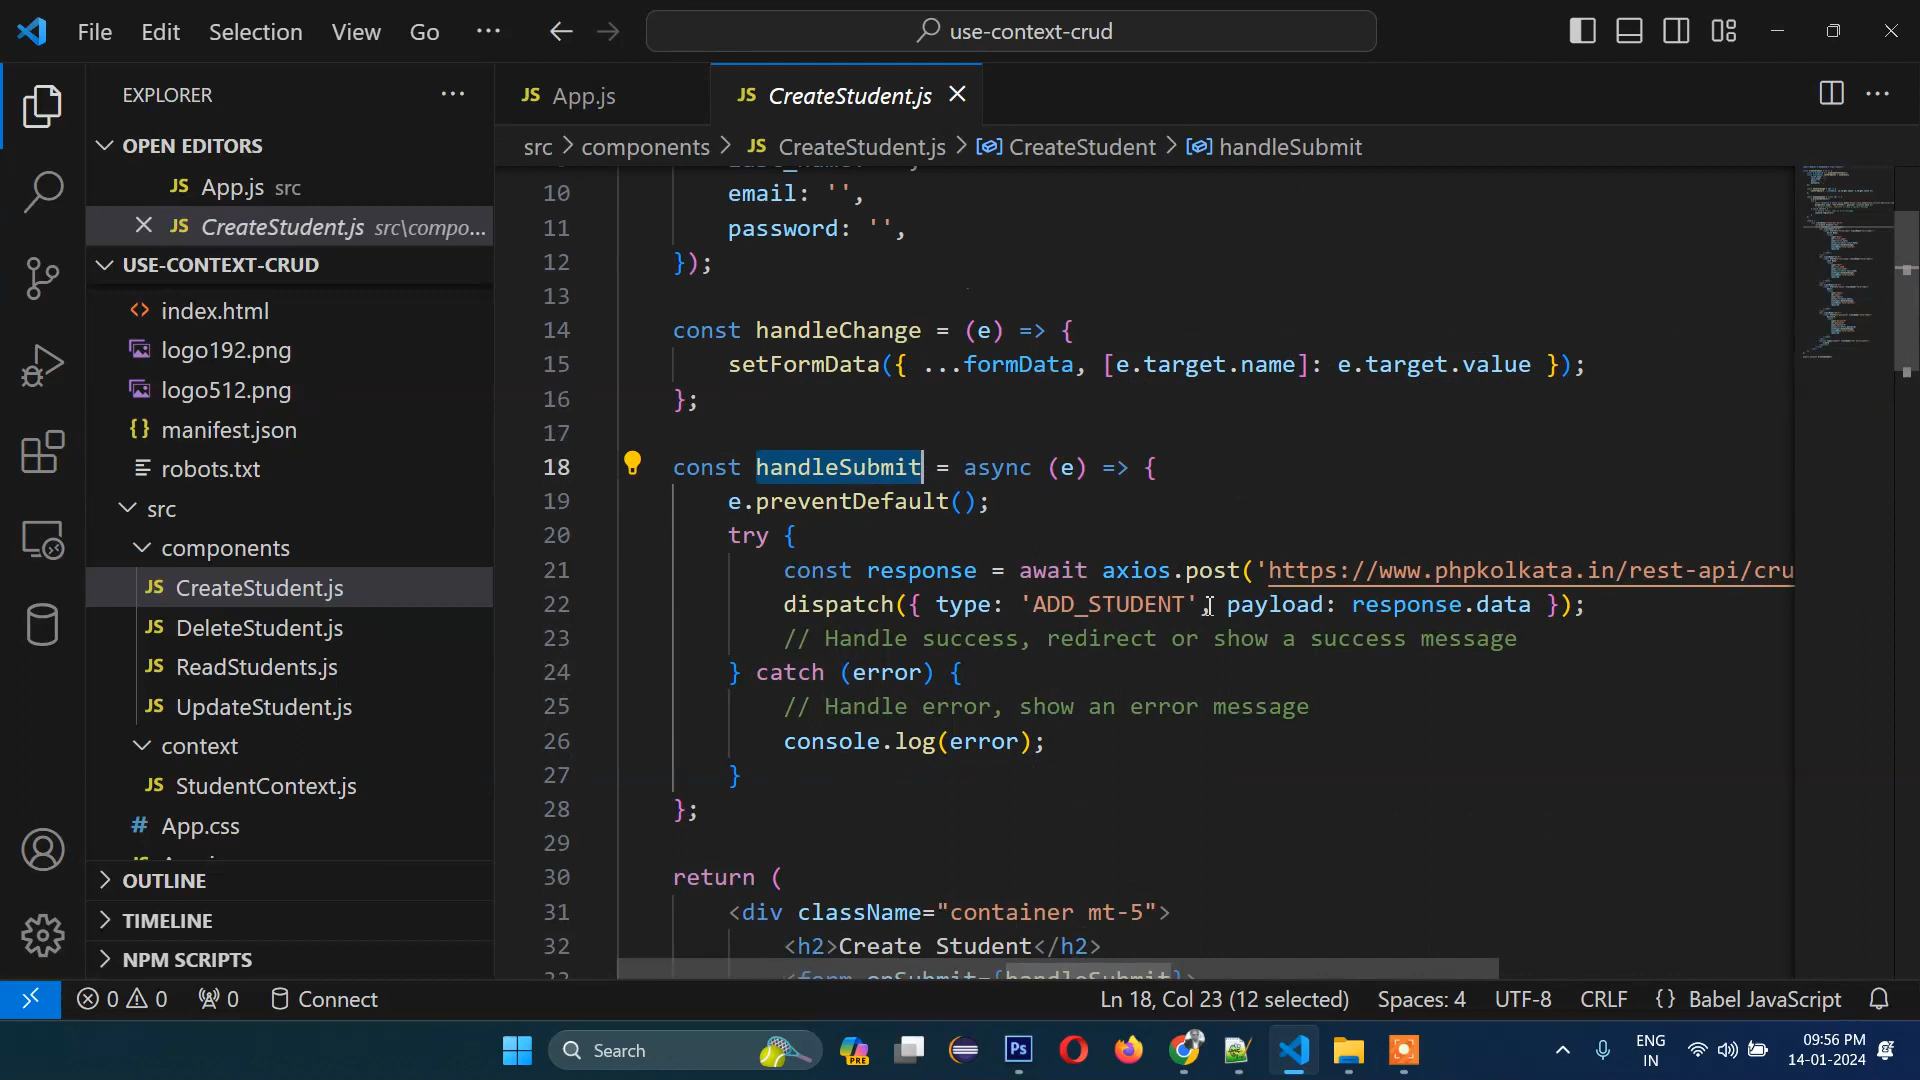 File Edit Selection View Go
use-context-crud
EXPLORER
OPEN EDITORS
JS App.js src
JS CreateStudent.js src\compo...
USE-CONTEXT-CRUD
<> index.html
logo192.png
logo512.png
{} manifest.json
robots.txt
src
components
JS CreateStudent.js
JS DeleteStudent.js
JS ReadStudents.js
JS UpdateStudent.js
context
JS StudentContext.js
# App.css
OUTLINE
TIMELINE
NPM SCRIPTS
JS App.js
JS CreateStudent.js
src > components > JS CreateStudent.js > CreateStudent > handleSubmit
10 email: '',
11 password: '',
12 });
13
14 const handleChange = (e) => {
15 setFormData({ ...formData, [e.target.name]: e.target.value });
16 };
17
18 const handleSubmit = async (e) => {
19 e.preventDefault();
20 try {
21 const response = await axios.post('https://www.phpkolkata.in/rest-api/cru
22 dispatch({ type: 'ADD_STUDENT', payload: response.data });
23 // Handle success, redirect or show a success message
24 } catch (error) {
25 // Handle error, show an error message
26 console.log(error);
27 }
28 };
29
30 return (
31 <div className="container mt-5">
32 <h2>Create Student</h2>
33 <form onSubmit={handleSubmit}>
0 0 0 Connect
Ln 18, Col 23 (12 selected) Spaces: 4 UTF-8 CRLF {} Babel JavaScript
Search
PRE
Ps
ENG
IN
09:56 PM
14-01-2024